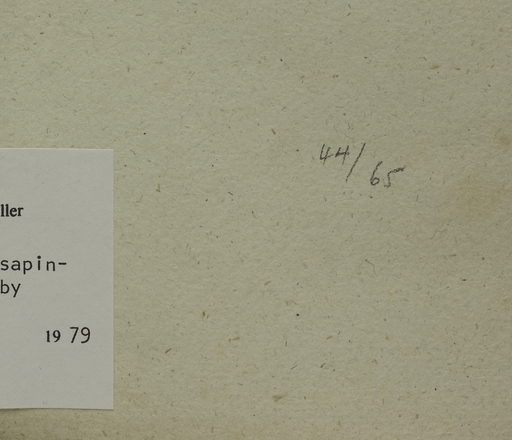 44/65
ller
sapin-
by
19 79